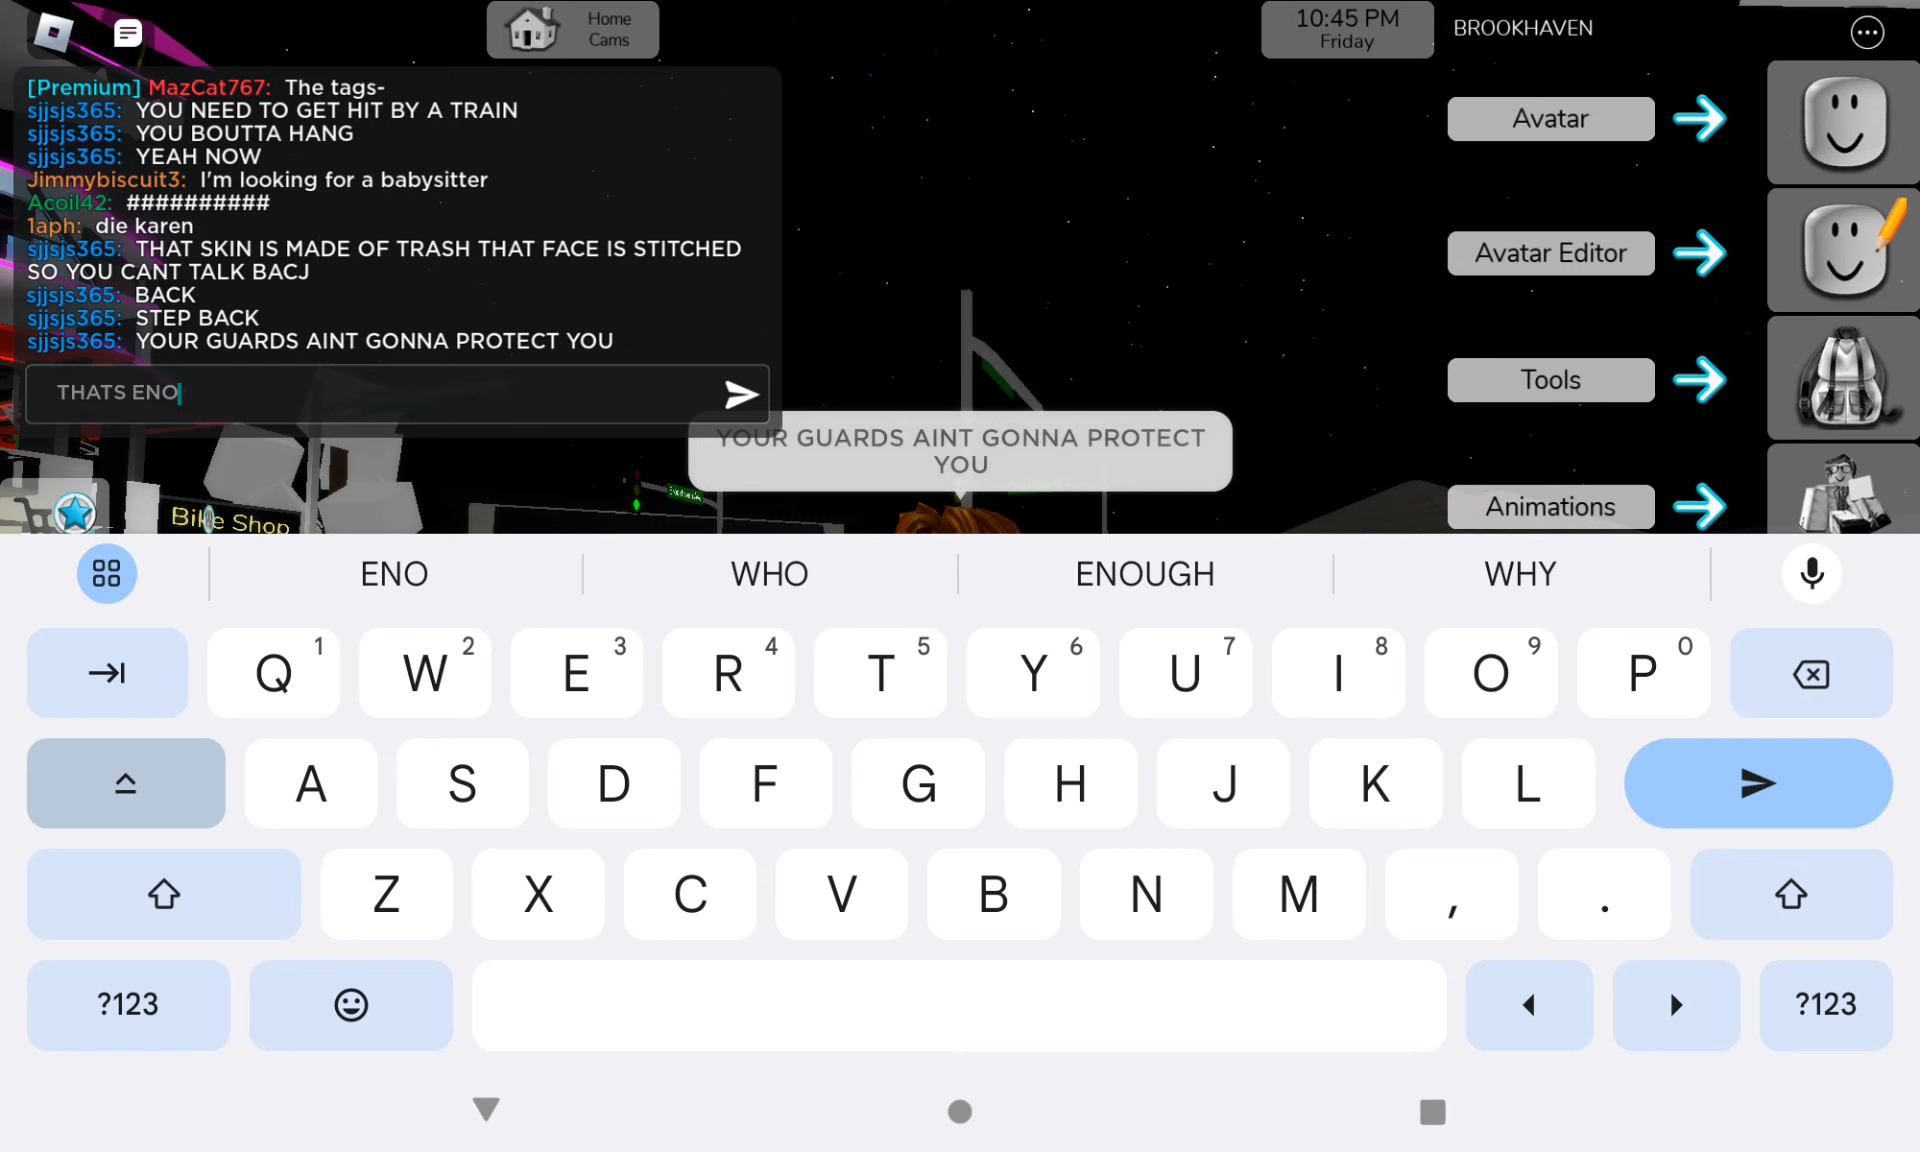 Home
Cams
10:45 PM
Friday
BROOKHAVEN
[Premium] MazCat767: The tags-
sjjsjs365: YOU NEED TO GET HIT BY A TRAIN
sjjsjs365: YOU BOUTTA HANG
sjjsjs365: YEAH NOW
Jimmybiscuit3: I'm looking for a babysitter
Acoil42: ##########
1aph: die karen
sjjsjs365: THAT SKIN IS MADE OF TRASH THAT FACE IS STITCHED
SO YOU CANT TALK BACJ
sjjsjs365: BACK
sjjsjs365: STEP BACK
sjjsjs365: YOUR GUARDS AINT GONNA PROTECT YOU
THATS ENO
YOUR GUARDS AINT GONNA PROTECT
YOU
Avatar
Avatar Editor
Tools
Animations
Bike Shop
ENO WHO ENOUGH WHY
Q 1 W 2 E 3 R 4 T 5 Y 6 U 7 I 8 O 9 P 0
A S D F G H J K L
Z X C V B N M , .
?123 ?123